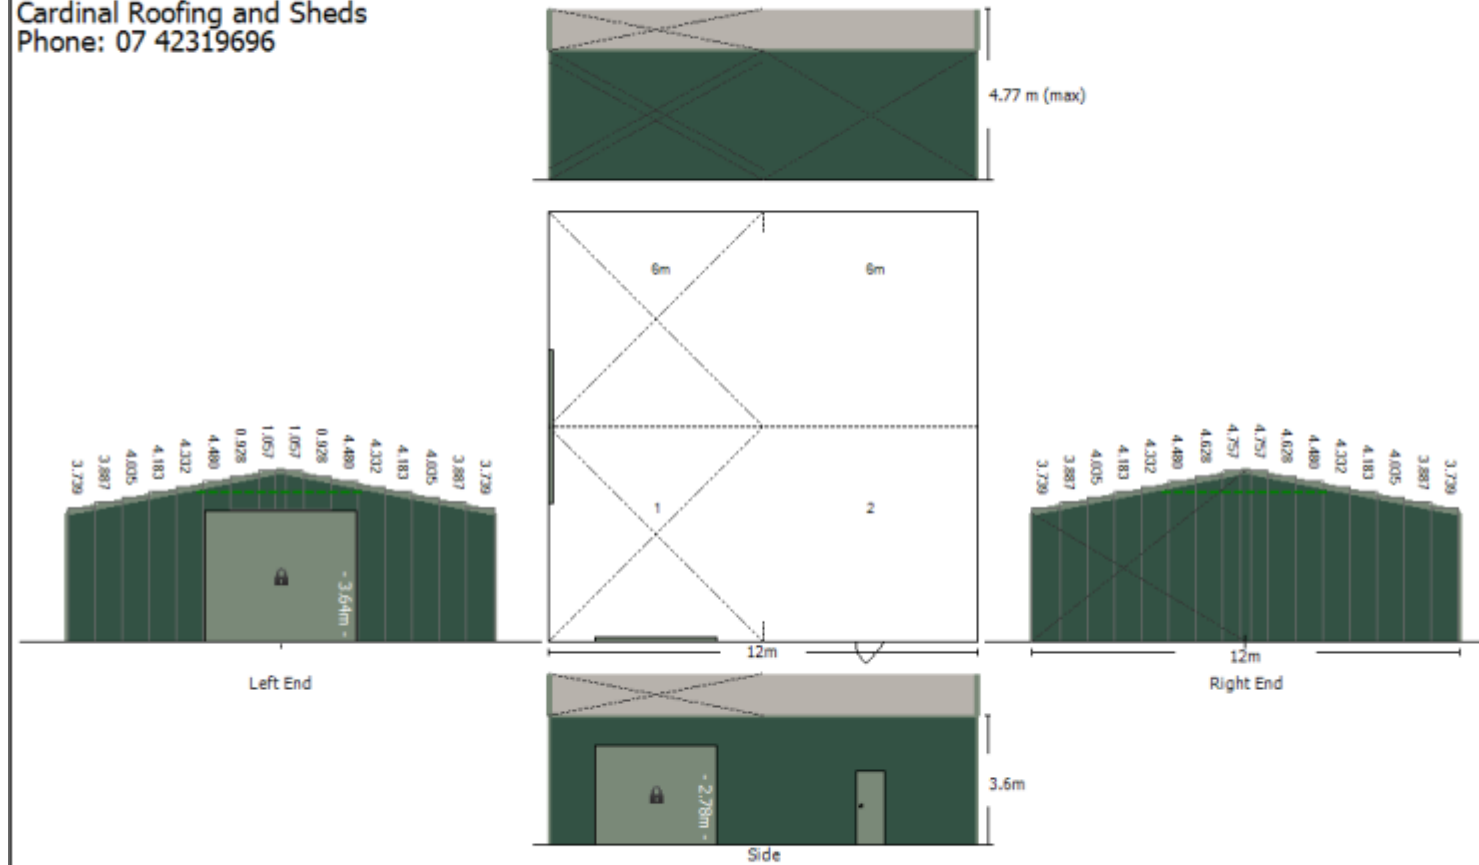 Cardinal Roofing and Sheds
Phone: 07 42319696
4.77 m (max)
6m
6m
1
2
12m
3.739
3.887
4.035
4.183
4.332
4.480
0.928
1.057
1.057
0.928
4.480
4.332
4.183
4.035
3.887
3.739
- 3.64m -
Left End
3.739
3.887
4.035
4.183
4.332
4.480
4.628
4.757
4.757
4.628
4.480
4.332
4.183
4.035
3.887
3.739
12m
Right End
- 2.78m -
3.6m
Side